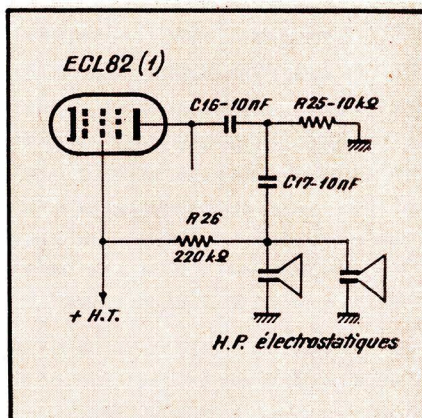 ECL82 (1)
C16-10nF
R25-10kΩ
C17-10nF
R26
220kΩ
+ H.T.
H.P. électrostatiques